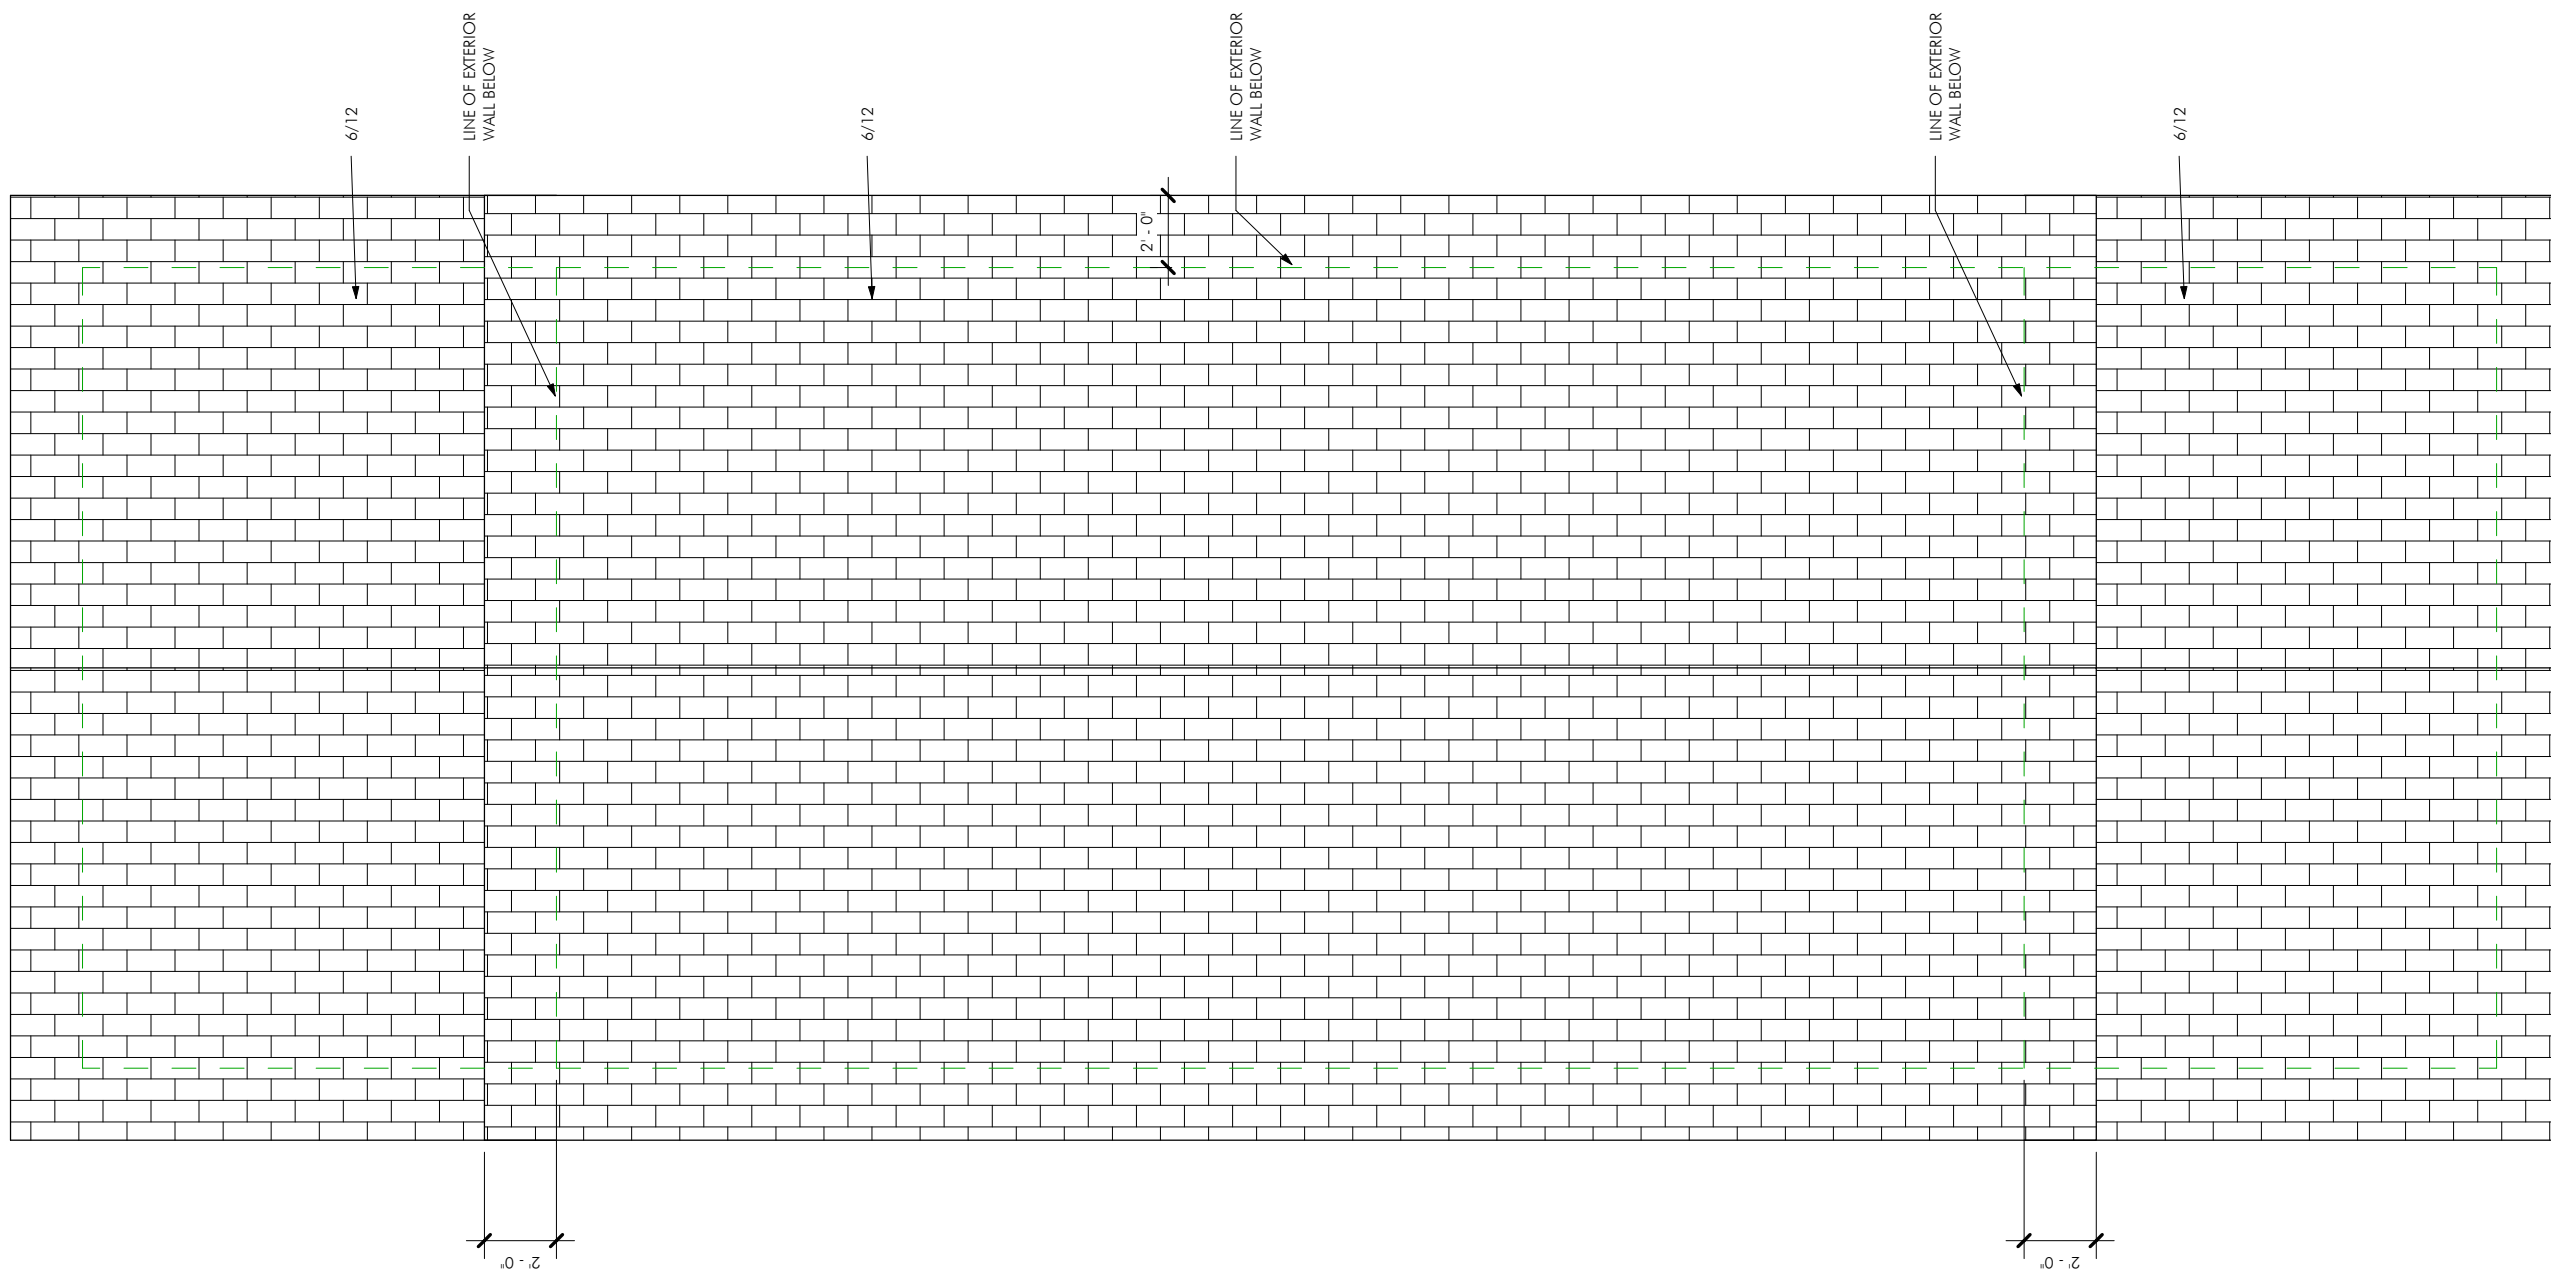 6/12
LINE OF EXTERIOR
WALL BELOW
6/12
LINE OF EXTERIOR
WALL BELOW
LINE OF EXTERIOR
WALL BELOW
6/12
2' - 0"
2' - 0"
2' - 0"